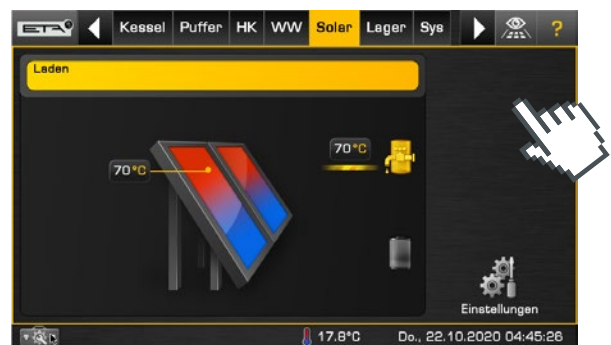 ETA Kessel Puffer HK WW Solar Lager Sys ?
Laden
70°C
70°C
Einstellungen
17.8°C Do., 22.10.2020 04:45:26